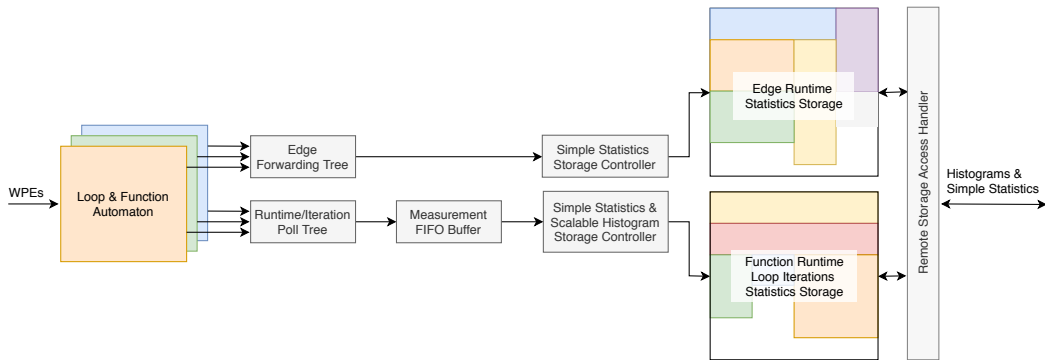 WPEs
Loop & Function
Automaton
Edge
Forwarding Tree
Runtime/Iteration
Poll Tree
Measurement
FIFO Buffer
Simple Statistics
Storage Controller
Simple Statistics &
Scalable Histogram
Storage Controller
Edge Runtime
Statistics Storage
Function Runtime
Loop Iterations
Statistics Storage
Remote Storage Access Handler
Histograms &
Simple Statistics